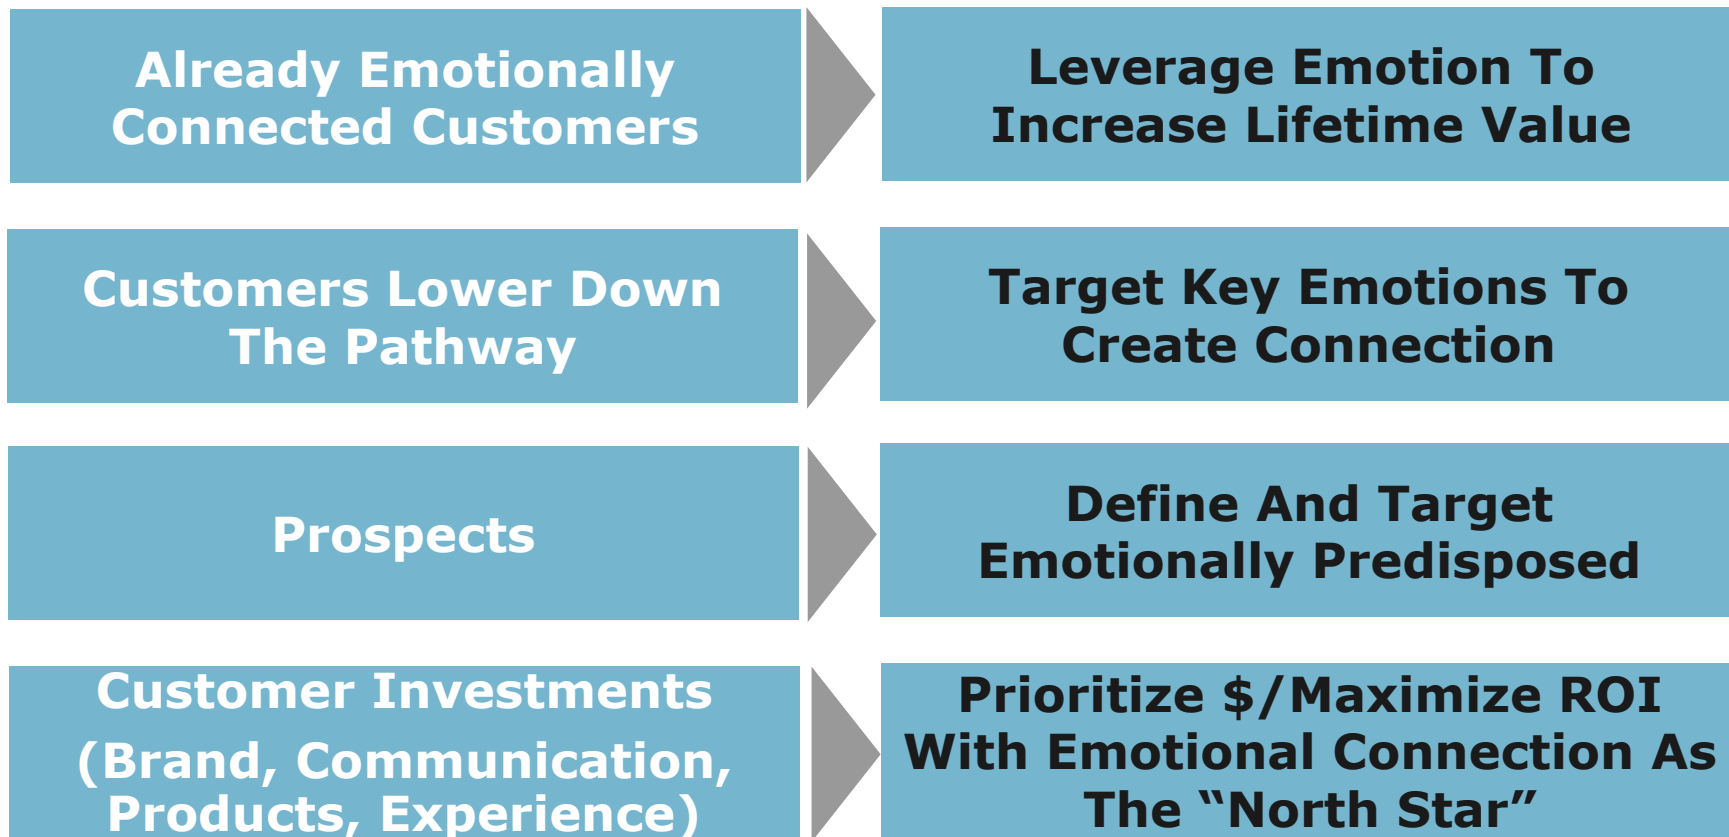 Already Emotionally
Connected Customers
Leverage Emotion To
Increase Lifetime Value
Customers Lower Down
The Pathway
Target Key Emotions To
Create Connection
Prospects
Define And Target
Emotionally Predisposed
Customer Investments
(Brand, Communication,
Products, Experience)
Prioritize $/Maximize ROI
With Emotional Connection As
The “North Star”